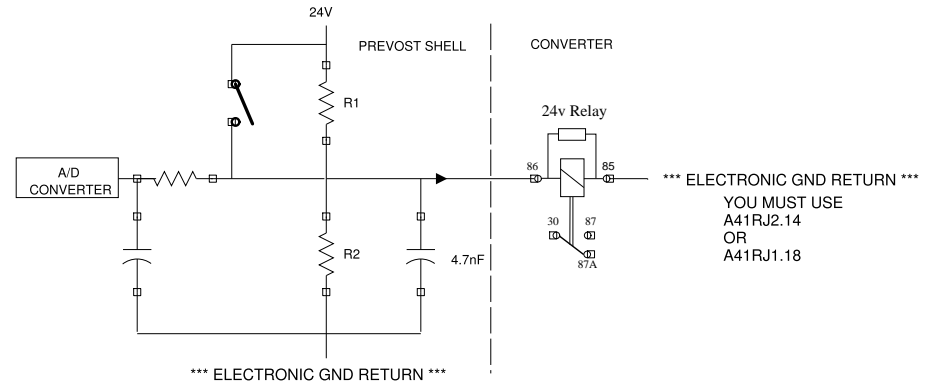 24V
PREVOST SHELL
CONVERTER
R1
24v Relay
A/D
CONVERTER
86
85
*** ELECTRONIC GND RETURN ***
YOU MUST USE
A41RJ2.14
OR
A41RJ1.18
30
87
87A
R2
4.7nF
*** ELECTRONIC GND RETURN ***